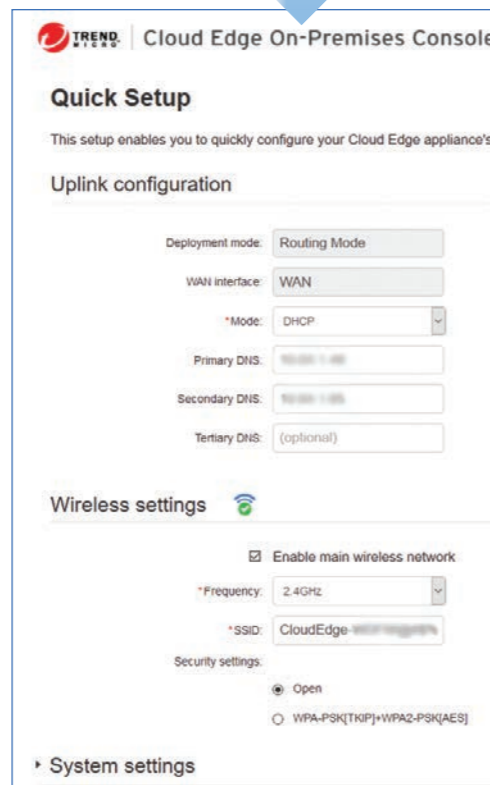 TREND MICRO Cloud Edge On-Premises Console
Quick Setup
This setup enables you to quickly configure your Cloud Edge appliance's
Uplink configuration
Deployment mode: Routing Mode
WAN interface: WAN
*Mode: DHCP
Primary DNS:
Secondary DNS:
Tertiary DNS: (optional)
Wireless settings
Enable main wireless network
*Frequency: 2.4GHz
*SSID: CloudEdge-
Security settings:
Open
WPA-PSK[TKIP]+WPA2-PSK[AES]
System settings